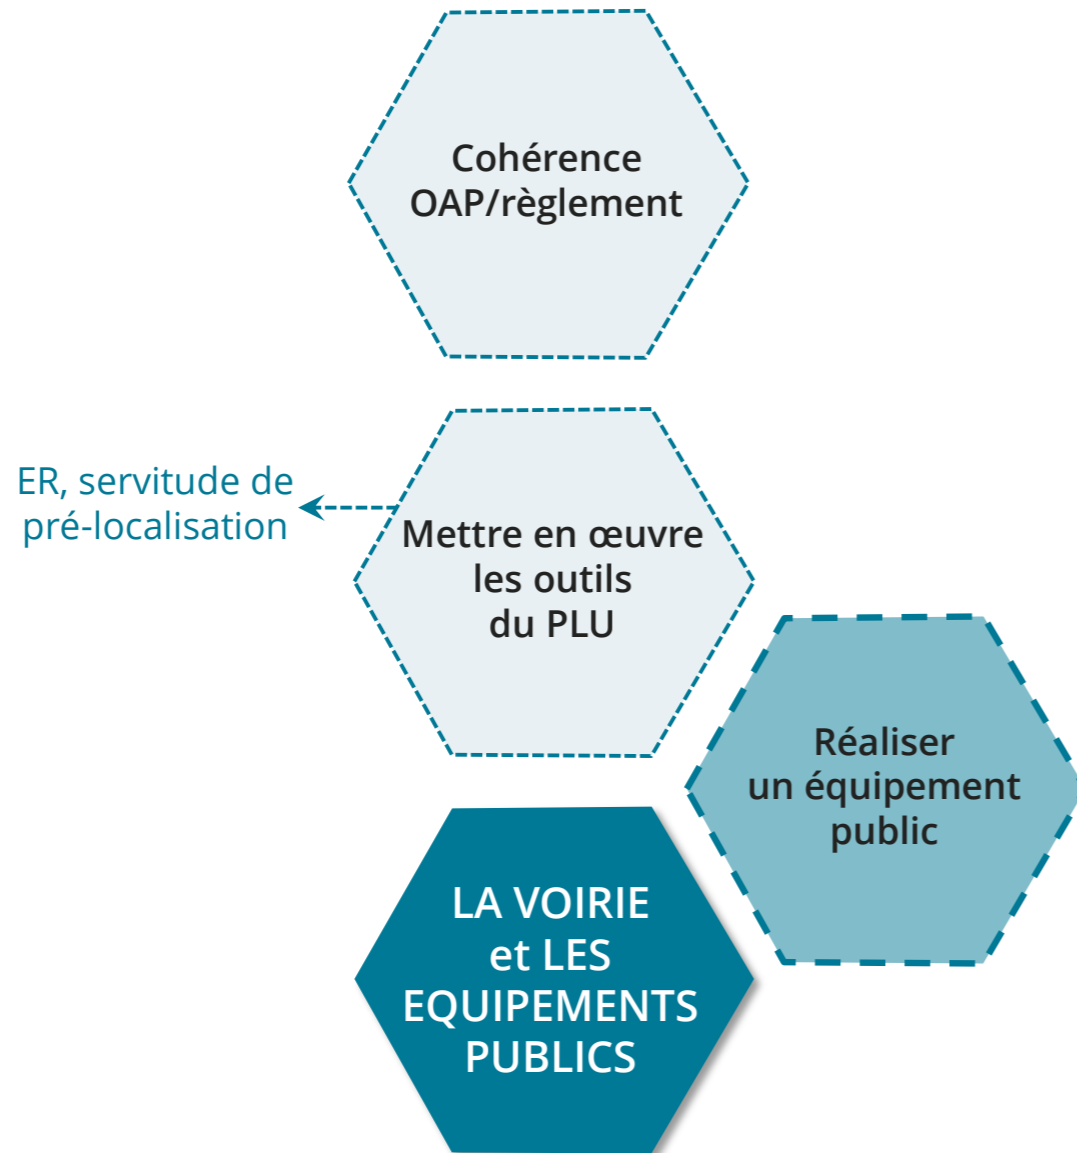 Cohérence
OAP/règlement
ER, servitude de
pré-localisation
Mettre en œuvre
les outils
du PLU
Réaliser
un équipement
public
LA VOIRIE
et LES
EQUIPEMENTS
PUBLICS